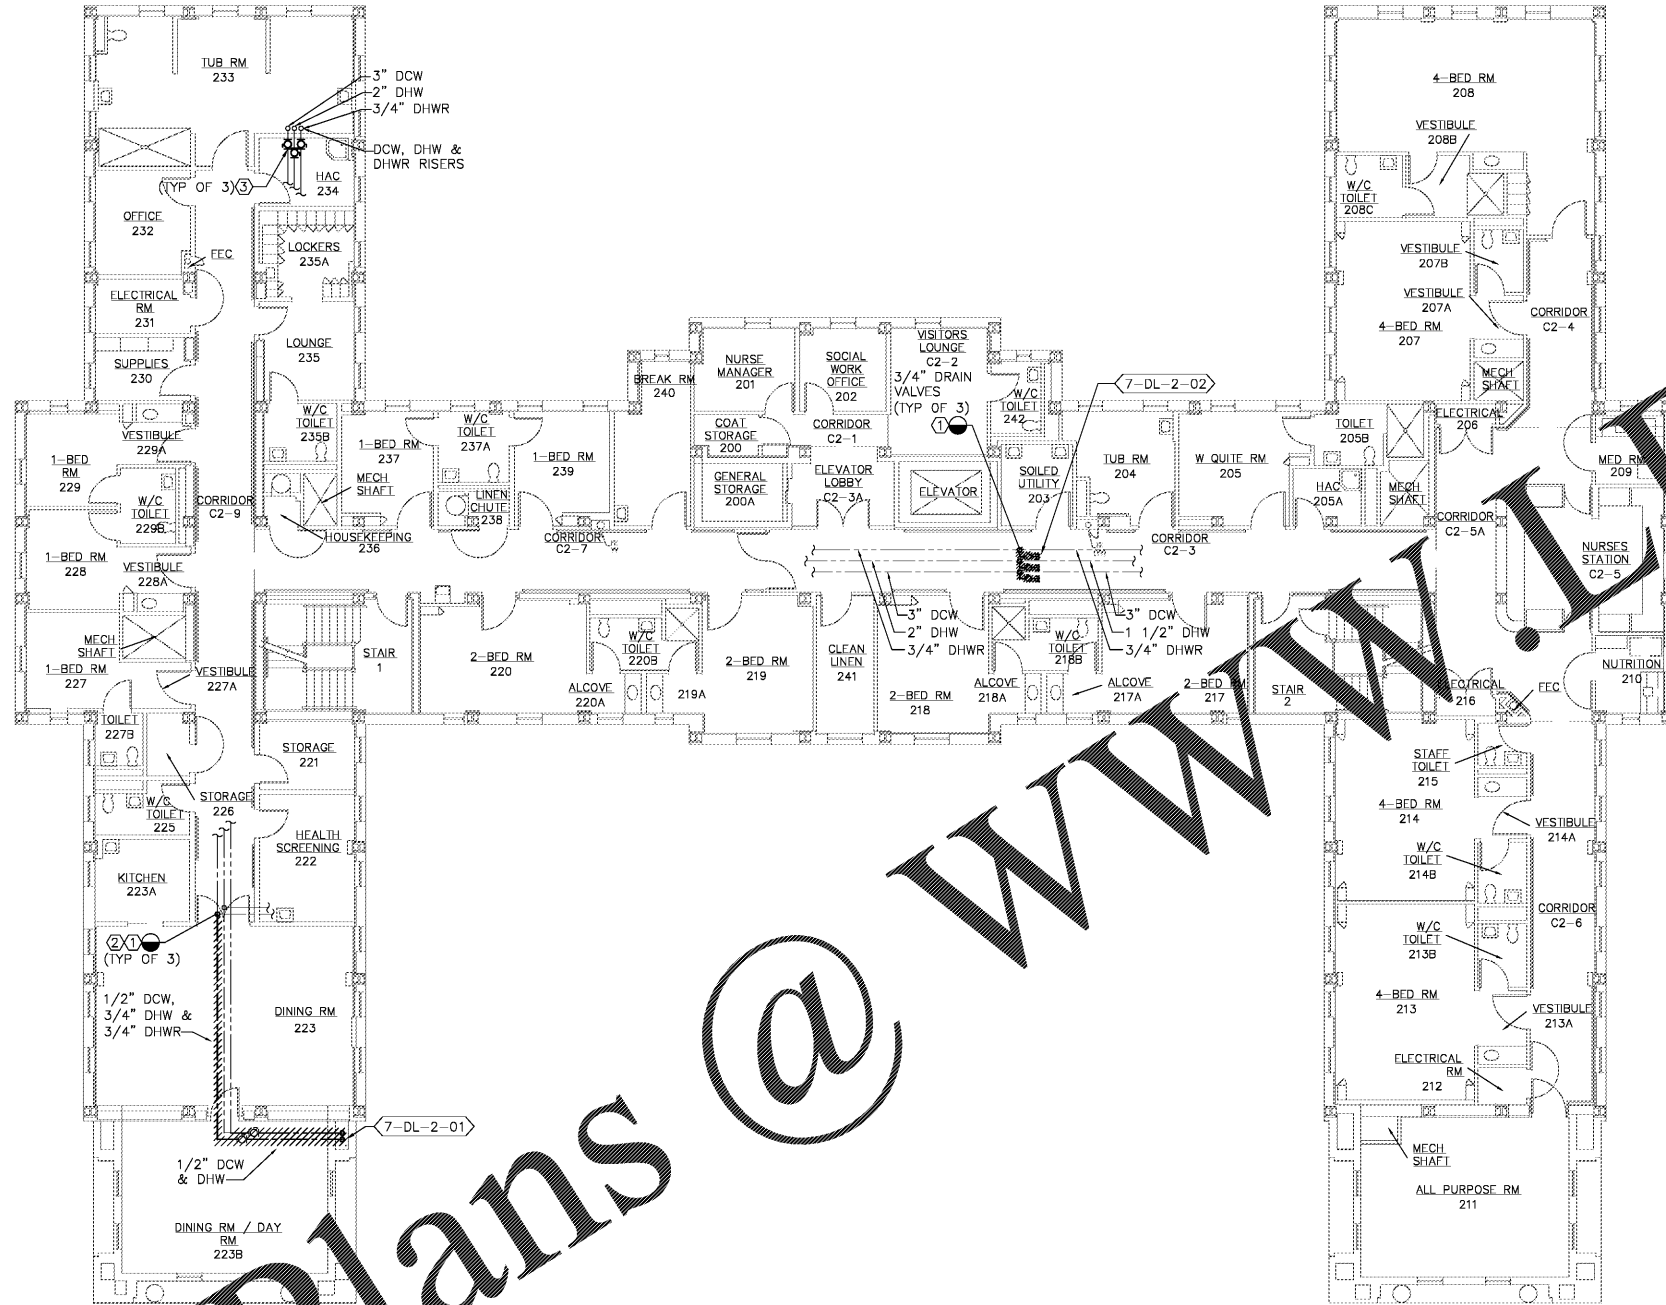 TUB RM
233
3" DCW
2" DHW
3/4" DHWR
DCW, DHW &
DHWR RISERS
(TYP OF 3) 3
HAC
234
OFFICE
232
LOCKERS
235A
FEC
ELECTRICAL
RM
231
LOUNGE
235
SUPPLIES
230
VESTIBULE
229A
W/C
TOILET
235B
1-BED RM
237
MECH
SHAFT
W/C
TOILET
237A
1-BED RM
239
LINEN
CHUTE
238
BREAK RM
240
1-BED
RM
229
W/C
TOILET
229B
CORRIDOR
C2-9
HOUSEKEEPING
236
CORRIDOR
C2-7
1-BED RM
228
VESTIBULE
228A
MECH
SHAFT
1-BED RM
227
VESTIBULE
227A
STAIR
1
NURSE
MANAGER
201
SOCIAL
WORK
OFFICE
202
VISITORS
LOUNGE
C2-2
3/4" DRAIN
VALVES
(TYP OF 3)
1
7-DL-2-02
COAT
STORAGE
200
CORRIDOR
C2-1
W/C
TOILET
242
GENERAL
STORAGE
200A
ELEVATOR
LOBBY
C2-3A
ELEVATOR
SOILED
UTILITY
203
TUB RM
204
W QUITE RM
205
TOILET
205B
HAC
205A
MECH
SHAFT
CORRIDOR
C2-3
3" DCW
2" DHW
3/4" DHWR
3" DCW
1 1/2" DHW
3/4" DHWR
2-BED RM
220
W/C
TOILET
220B
ALCOVE
220A
219A
2-BED RM
219
CLEAN
LINEN
241
2-BED RM
218
ALCOVE
218A
W/C
TOILET
218B
ALCOVE
217A
2-BED RM
217
STAIR
2
4-BED RM
208
VESTIBULE
208B
W/C
TOILET
208C
VESTIBULE
207B
VESTIBULE
207A
4-BED RM
207
CORRIDOR
C2-4
MECH
SHAFT
ELECTRICAL
206
MED RM
209
CORRIDOR
C2-5A
NURSES
STATION
C2-5
NUTRITION
210
ELECTRICAL
216
FEC
TOILET
227B
STORAGE
221
STORAGE
226
W/C
TOILET
225
HEALTH
SCREENING
222
KITCHEN
223A
2 1
(TYP OF 3)
1/2" DCW,
3/4" DHW &
3/4" DHWR
DINING RM
223
7-DL-2-01
1/2" DCW
& DHW
DINING RM / DAY
RM
223B
STAFF
TOILET
215
4-BED RM
214
VESTIBULE
214A
W/C
TOILET
214B
CORRIDOR
C2-6
W/C
TOILET
213B
4-BED RM
213
VESTIBULE
213A
ELECTRICAL
RM
212
MECH
SHAFT
ALL PURPOSE RM
211
Plans @ www.